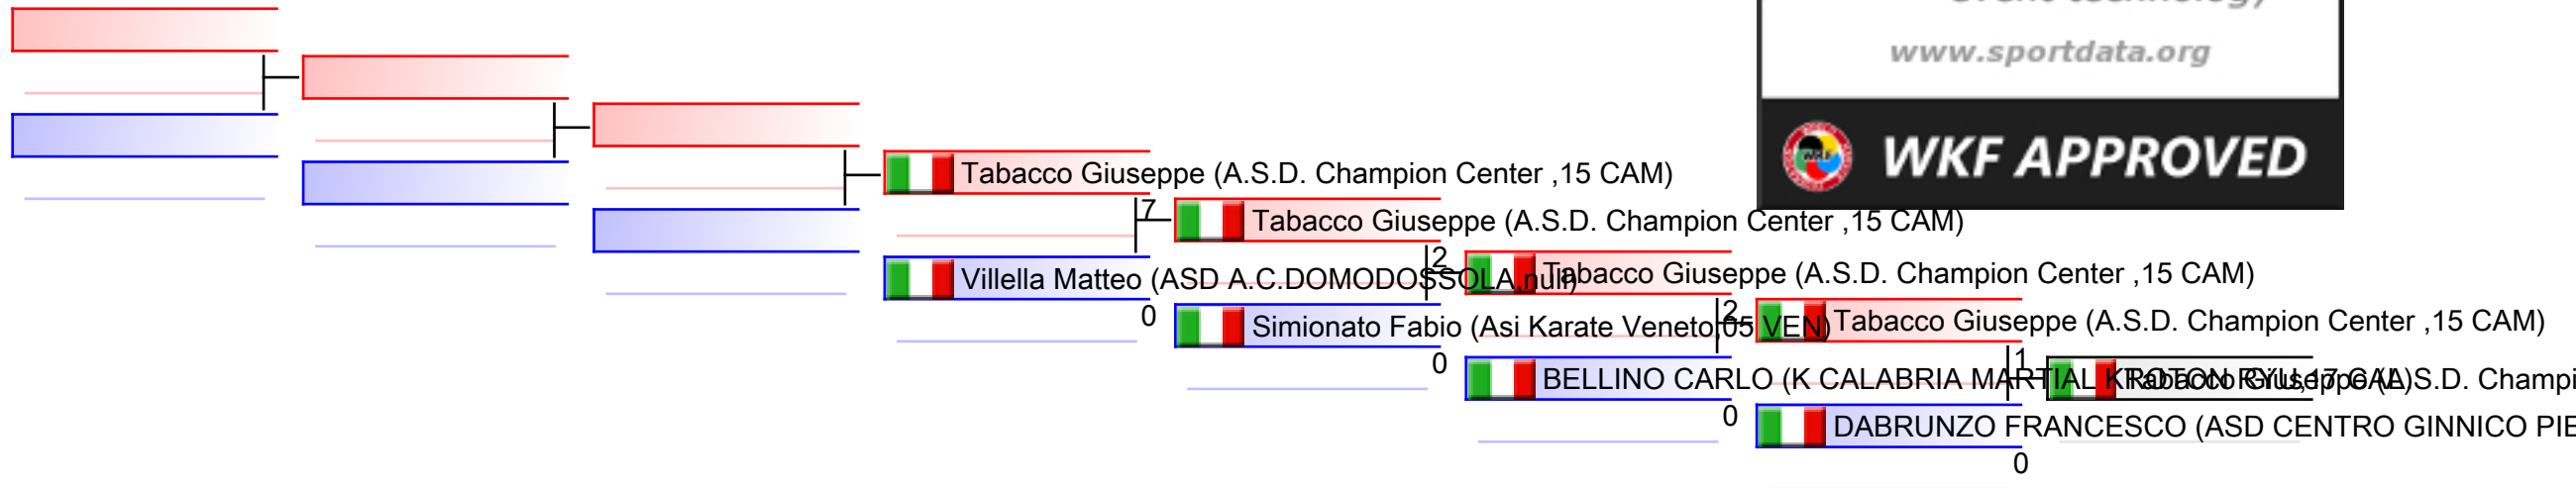 www.sportdata.org
WKF APPROVED
Tabacco Giuseppe (A.S.D. Champion Center ,15 CAM)
7
Tabacco Giuseppe (A.S.D. Champion Center ,15 CAM)
2
Tabacco Giuseppe (A.S.D. Champion Center ,15 CAM)
Villella Matteo (ASD A.C.DOMODOSSOLA,null)
0
2
Tabacco Giuseppe (A.S.D. Champion Center ,15 CAM)
Simionato Fabio (Asi Karate Veneto,05 VEN)
0
1
Tabacco Giuseppe (A.S.D. Champi
BELLINO CARLO (K CALABRIA MARTIAL KROTON RYU,17 CAL)
0
DABRUNZO FRANCESCO (ASD CENTRO GINNICO PIE
0